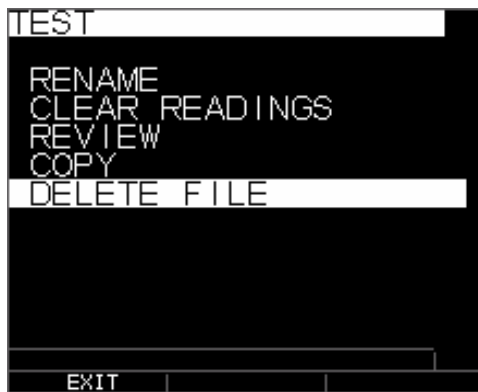 TEST
RENAME
CLEAR READINGS
REVIEW
COPY
DELETE FILE
EXIT